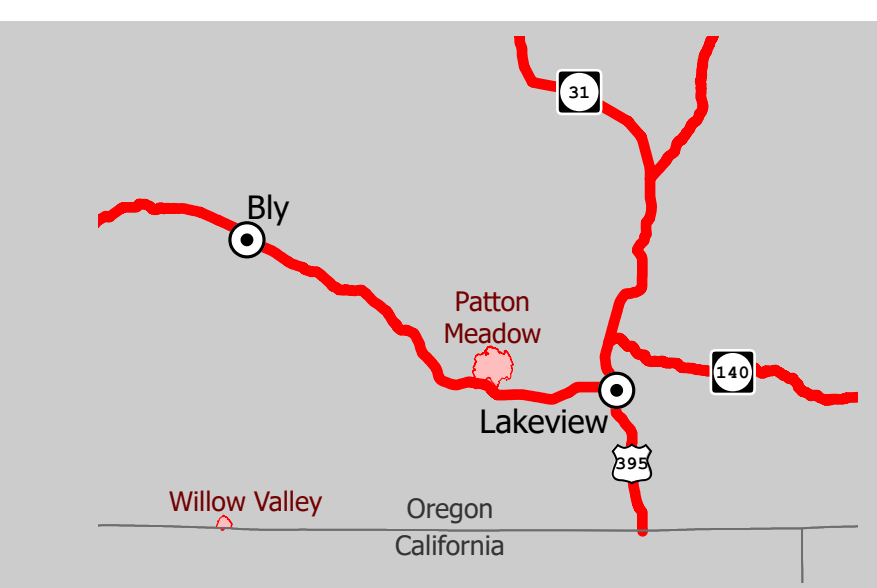 31
Bly
Patton
Meadow
140
Lakeview
395
Willow Valley
Oregon
California